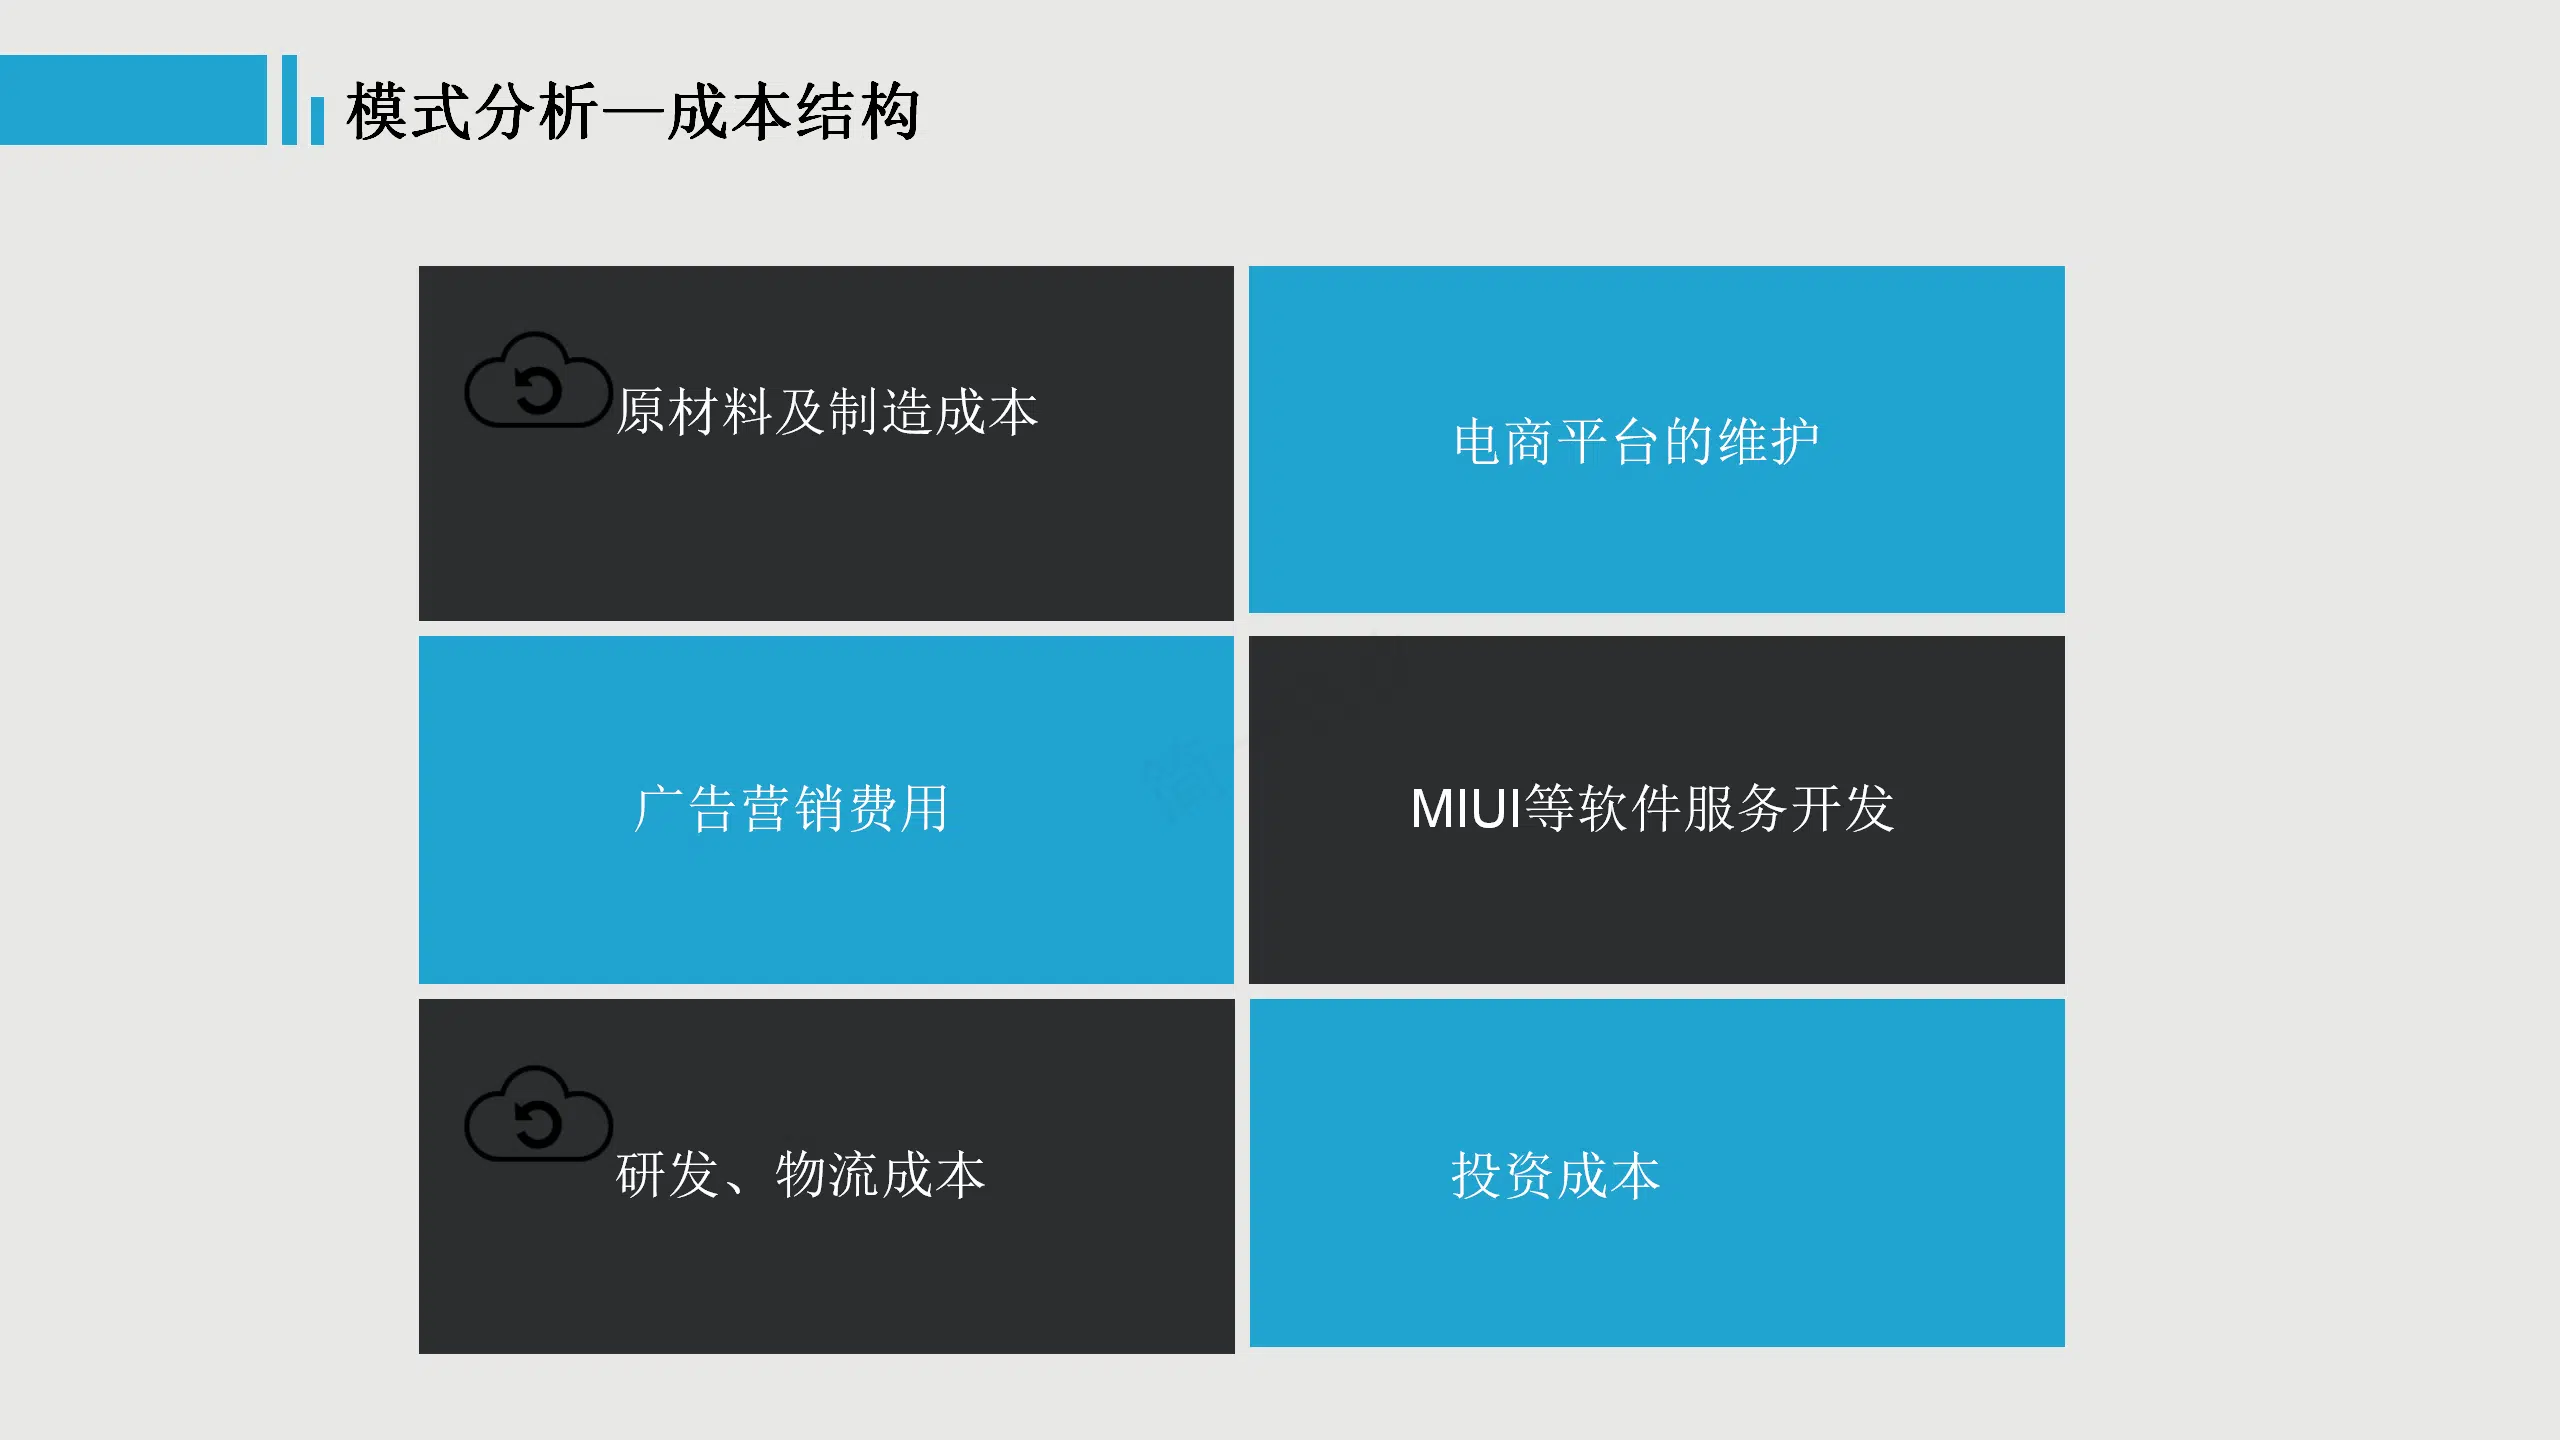 模式分析—成本结构
原材料及制造成本
电商平台的维护
广告营销费用
MIUI等软件服务开发
研发、物流成本
投资成本